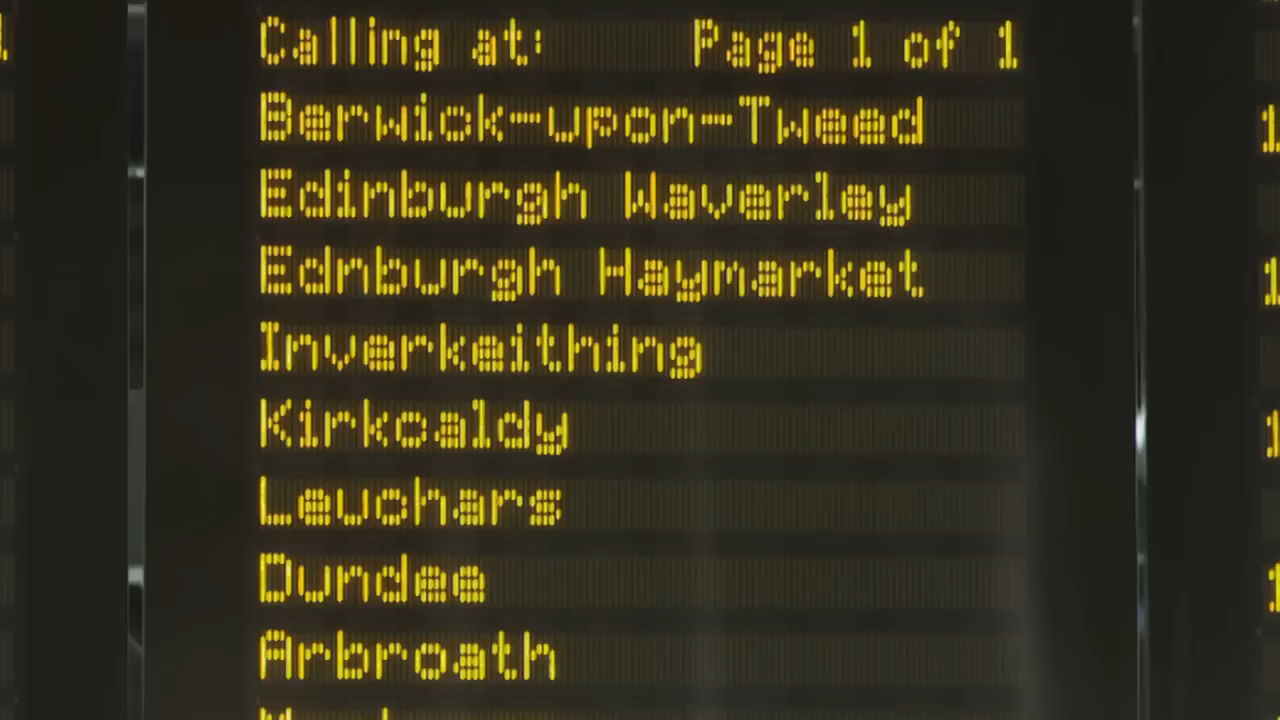 Calling at: Page 1 of 1
Berwick-upon-Tweed
Edinburgh Waverley
Ednburgh Haymarket
Inverkeithing
Kirkcaldy
Leuchars
Dundee
Arbroath